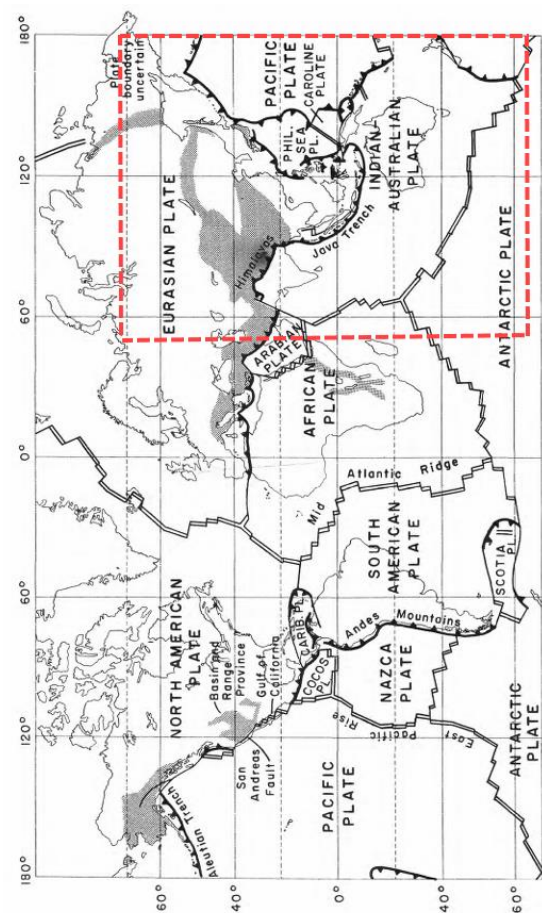 180°
120°
60°
0°
60°
120°
180°
60°
40°
0°
40°
60°
Plate
boundary
uncertain
Aleutian Trench
NORTH AMERICAN
PLATE
Basin and
Range
Province
Gulf of
California
San
Andreas
Fault
EURASIAN PLATE
Himalayas
ARABIAN
PLATE
AFRICAN
PLATE
PACIFIC
PLATE
CAROLINE
PLATE
PHIL.
SEA
PL.
Java Trench
INDIAN
AUSTRALIAN
PLATE
PACIFIC
PLATE
COCOS
PL.
CARIB. PL.
East Pacific Rise
NAZCA
PLATE
Andes Mountains
SOUTH
AMERICAN
PLATE
Mid Atlantic Ridge
SCOTIA
PL.
ANTARCTIC
PLATE
ANTARCTIC PLATE